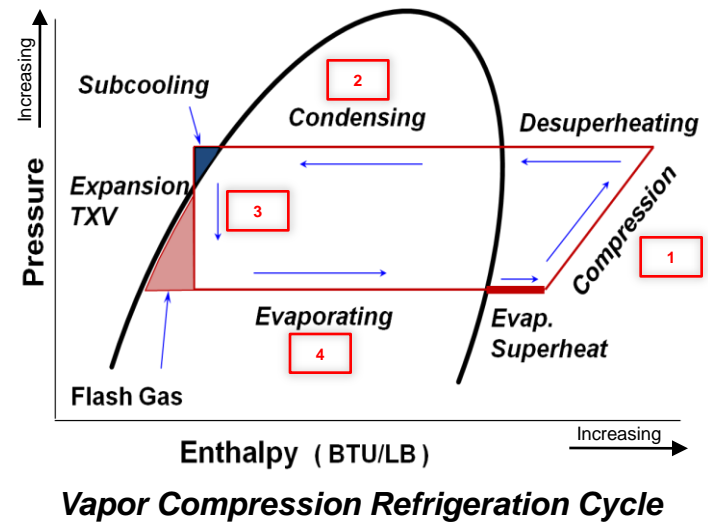 Increasing
Pressure
Subcooling
2
Condensing
Desuperheating
Expansion
TXV
3
Compression
1
Evaporating
4
Evap.
Superheat
Flash Gas
Increasing
Enthalpy ( BTU/LB )
Vapor Compression Refrigeration Cycle